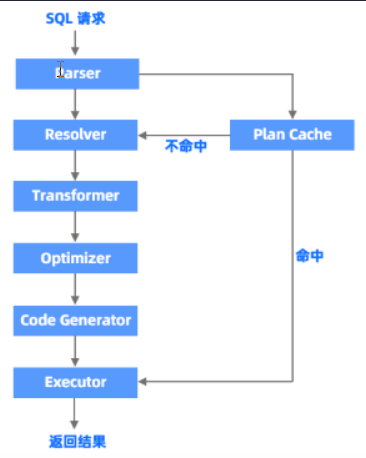 SQL 请求
Parser
Resolver
Plan Cache
不命中
Transformer
Optimizer
命中
Code Generator
Executor
返回结果